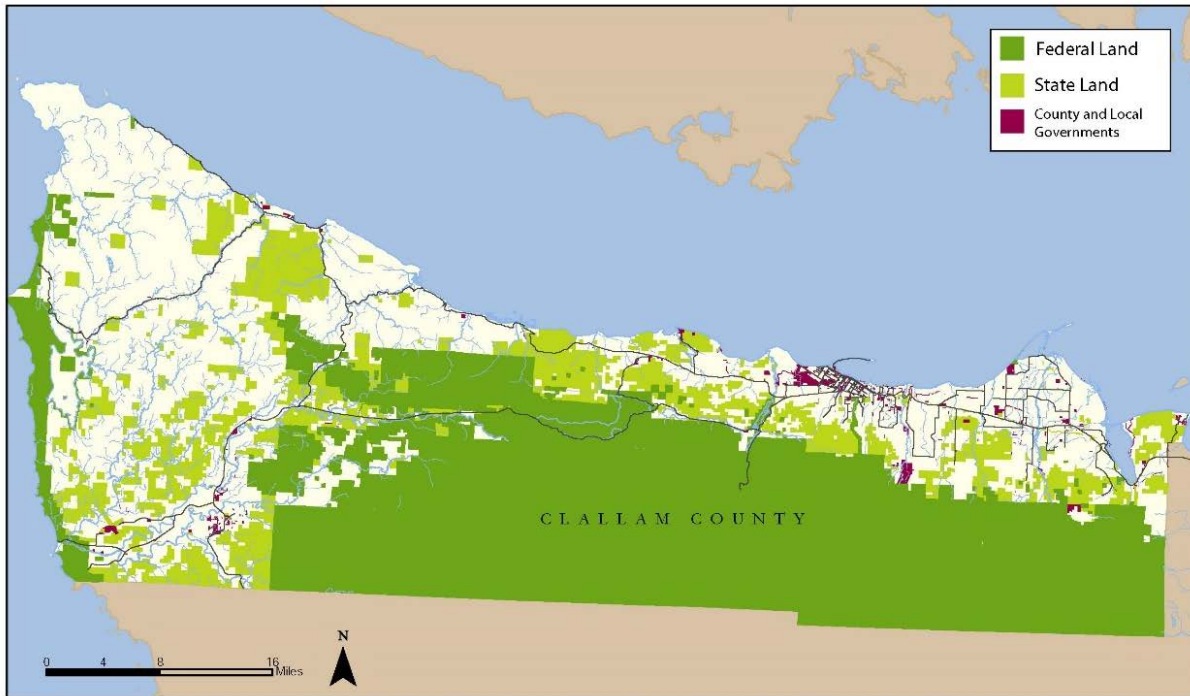 Federal Land
State Land
County and Local
Governments
CLALLAM COUNTY
N
0 4 8 16
Miles